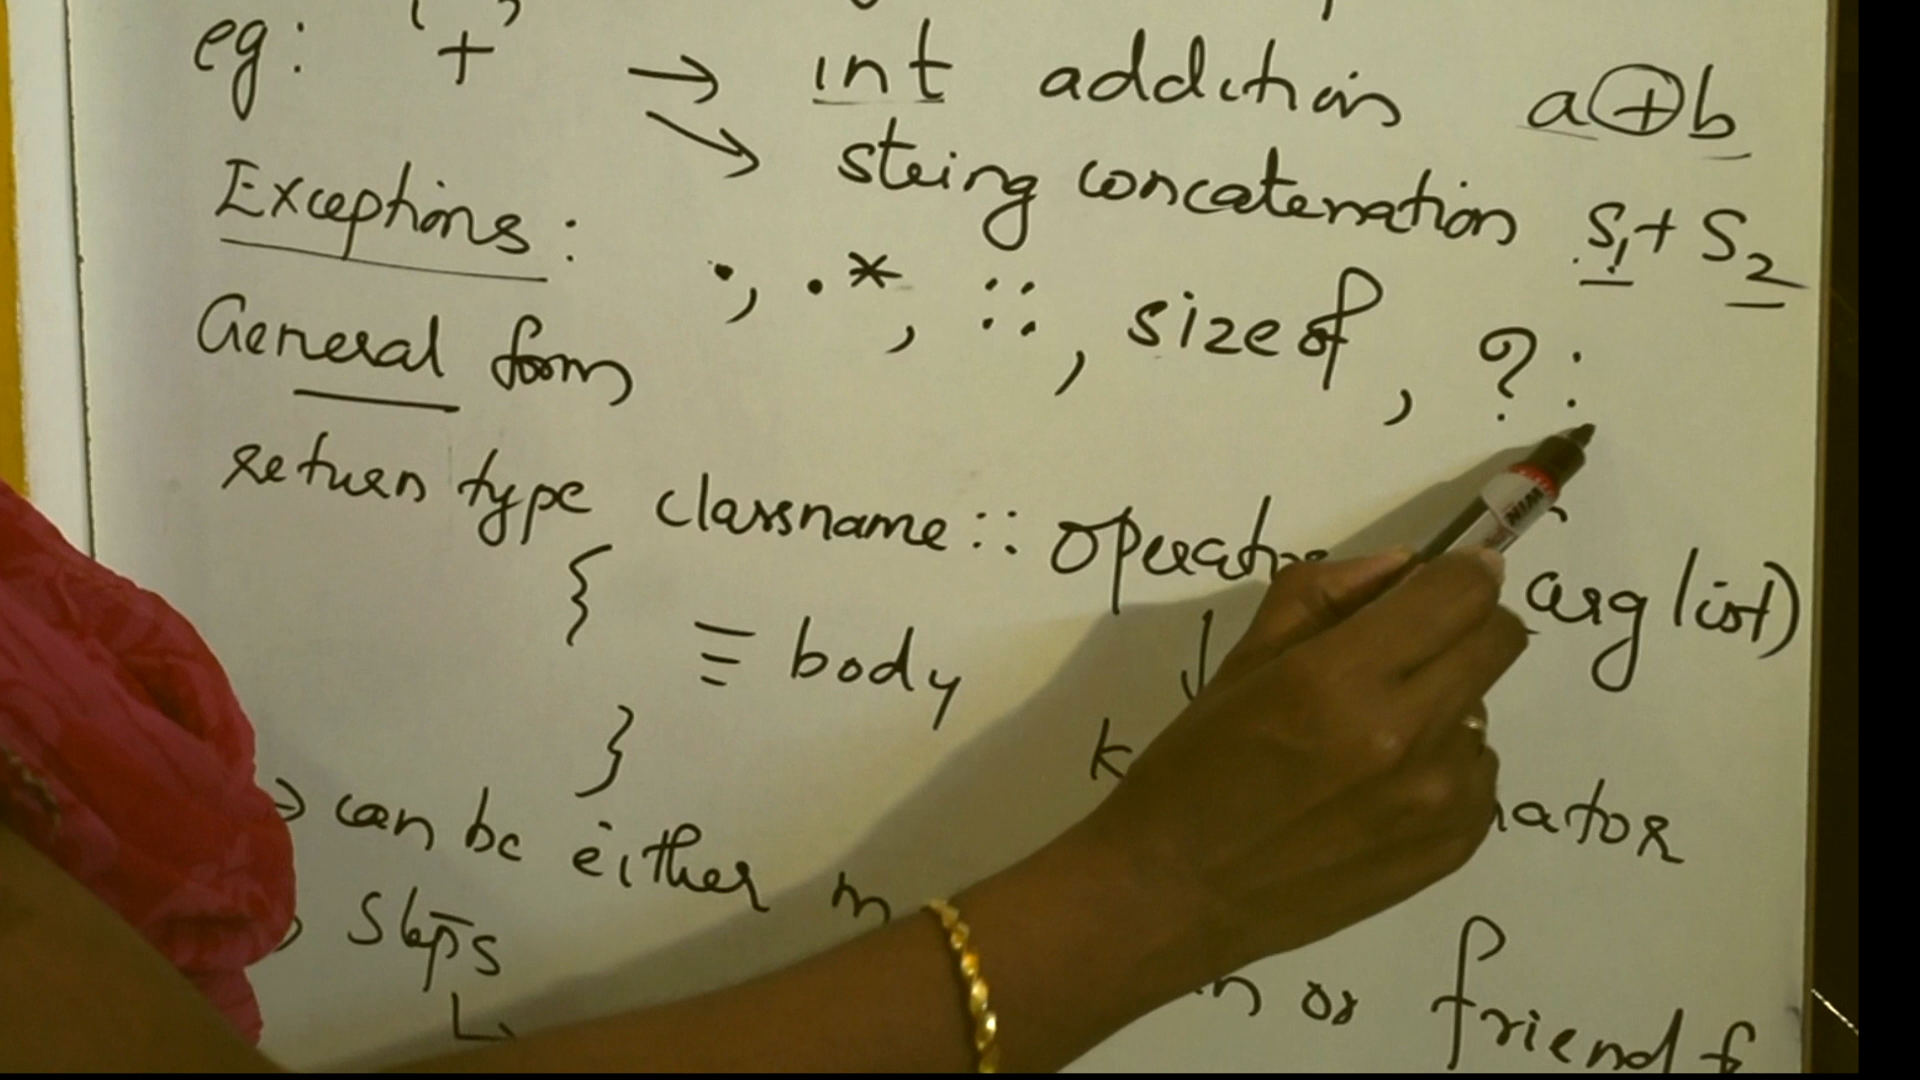 eg: '+' → int addition a+b
↘ string concatenation S1+S2
Exceptions: ., .*, ::, sizeof, ?:
General form
return type classname :: (arg list)
{
≡ body
}
→ can be either
Steps
or friend f